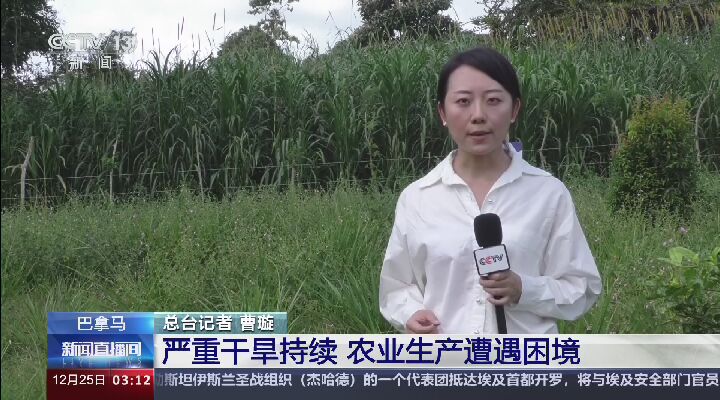 CCTV 13
新闻
CCTV
巴拿马
总台记者 曹璇
新闻直播间
严重干旱持续 农业生产遭遇困境
12月25日 03:12
勒斯坦伊斯兰圣战组织（杰哈德）的一个代表团抵达埃及首都开罗，将与埃及安全部门官员